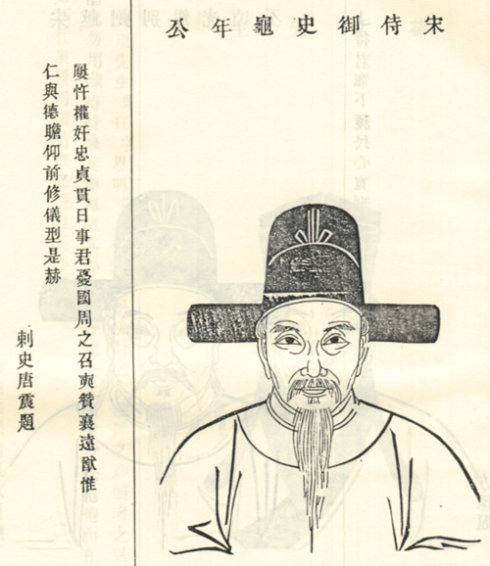 宋侍御史龜年公
屢忤權奸忠貞貫日事君憂國周之召奭贊襄遠猷惟
仁與德瞻仰前修儀型是赫
刺史唐震題